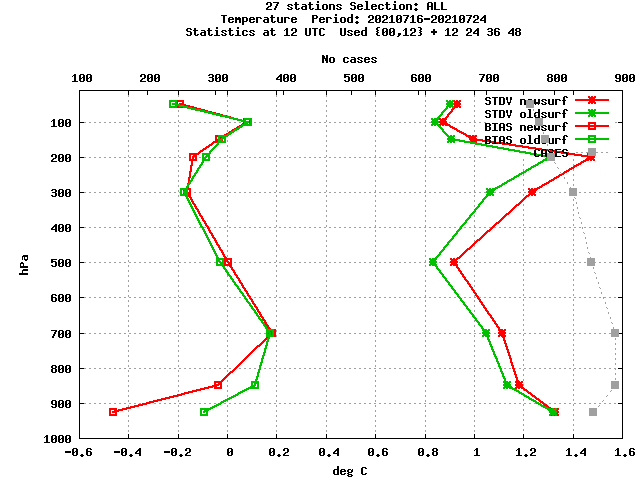 27 stations Selection: ALL
Temperature  Period: 20210716-20210724
Statistics at 12 UTC  Used {00,12} + 12 24 36 48
No cases
100 200 300 400 500 600 700 800 900
STDV newsurf
STDV oldsurf
BIAS newsurf
BIAS oldsurf
CASES
100
200
300
400
500
600
700
800
900
1000
hPa
-0.6 -0.4 -0.2 0 0.2 0.4 0.6 0.8 1 1.2 1.4 1.6
deg C